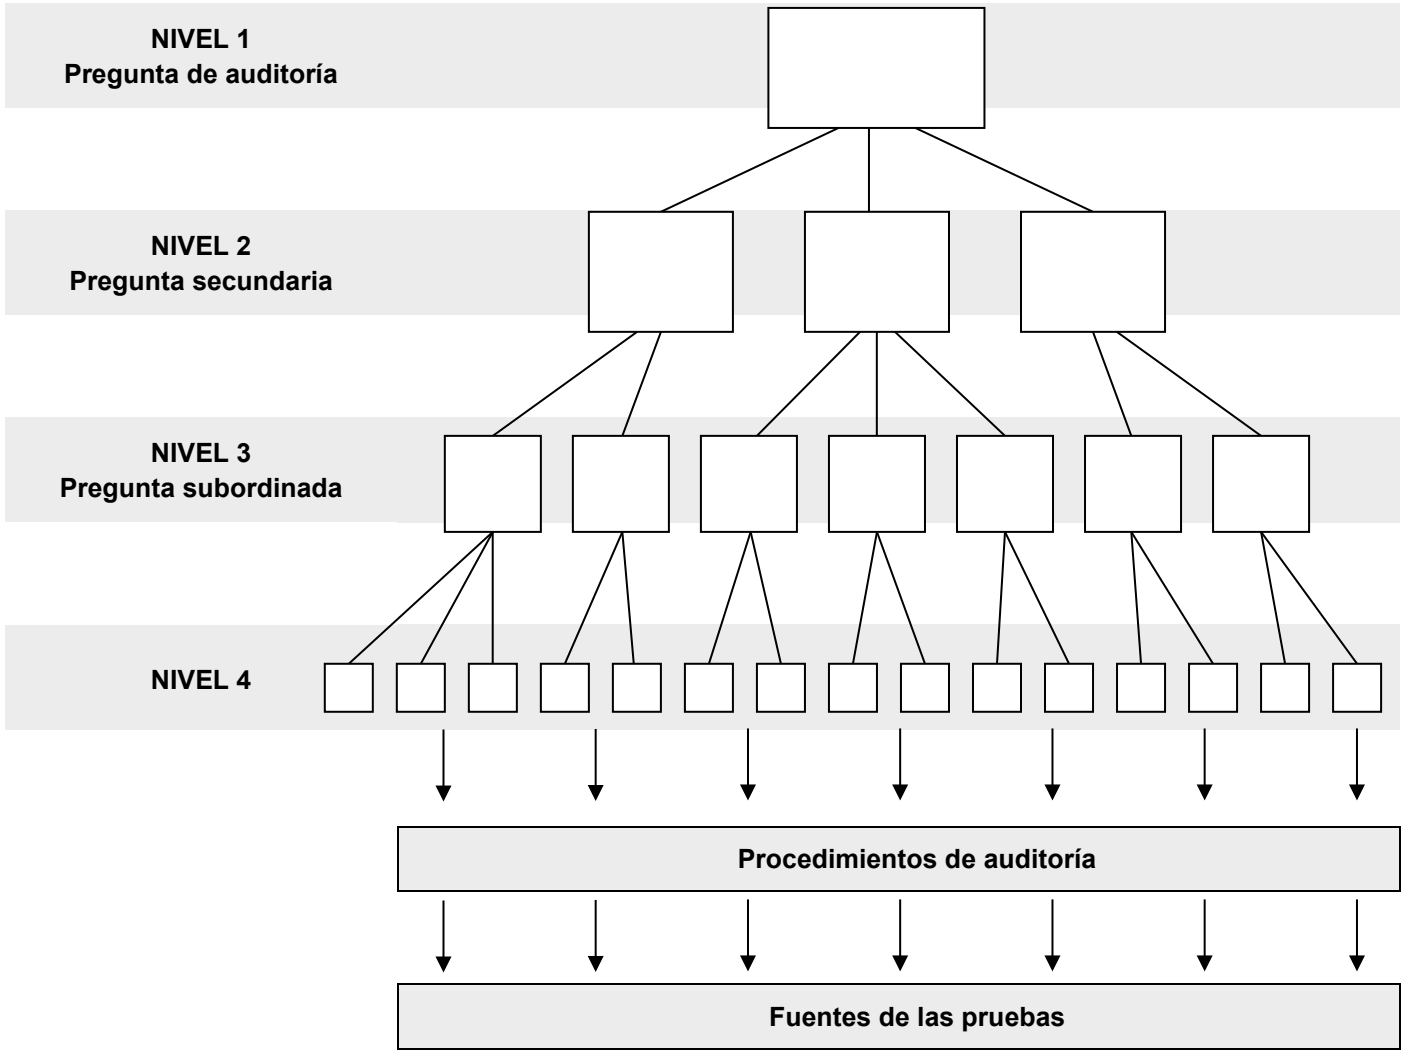 NIVEL 1
Pregunta de auditoría
NIVEL 2
Pregunta secundaria
NIVEL 3
Pregunta subordinada
NIVEL 4
Procedimientos de auditoría
Fuentes de las pruebas